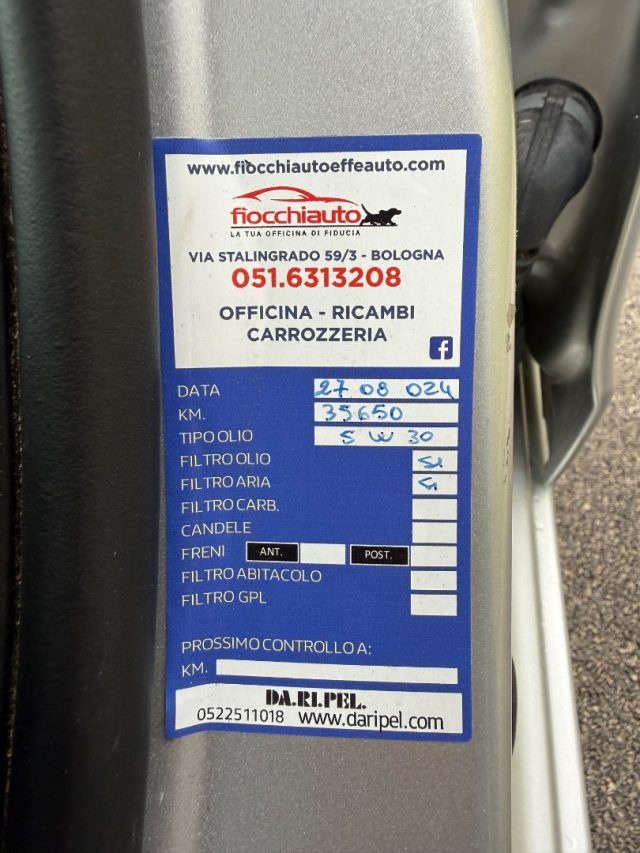 www.fiocchiautoeffeauto.com
fiocchiauto
LA TUA OFFICINA DI FIDUCIA
VIA STALINGRADO 59/3 - BOLOGNA
051.6313208
OFFICINA - RICAMBI
CARROZZERIA
f
DATA 27 08 024
KM. 35650
TIPO OLIO 5 W 30
FILTRO OLIO SI
FILTRO ARIA SI
FILTRO CARB.
CANDELE
FRENI ANT. POST.
FILTRO ABITACOLO
FILTRO GPL
PROSSIMO CONTROLLO A:
KM.
DA.RI.PEL.
0522511018 www.daripel.com